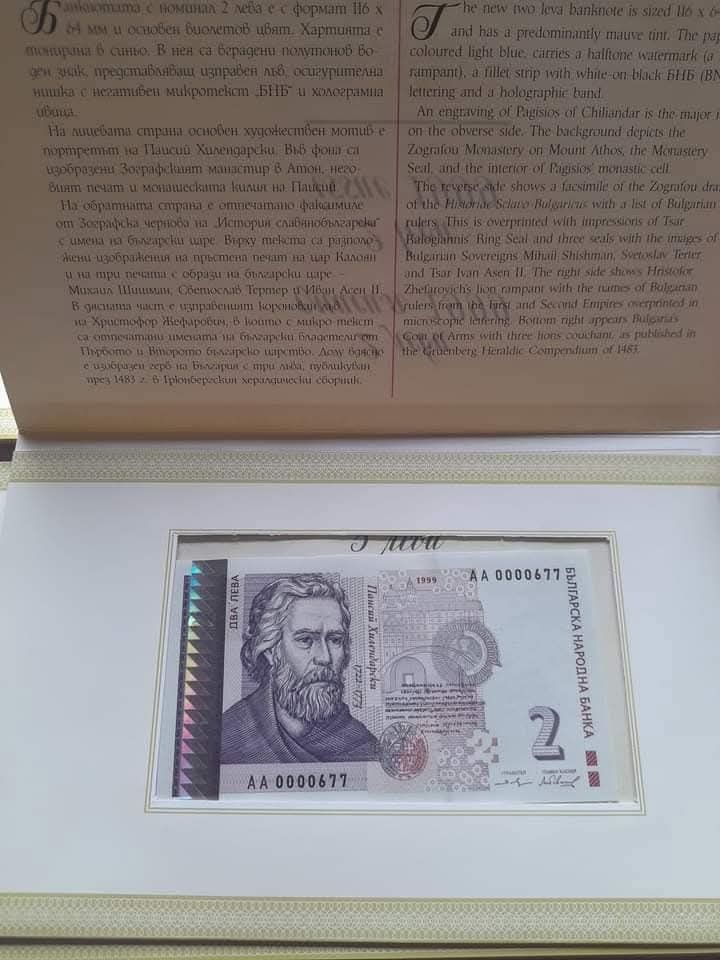 Банкнотата с номинал 2 лева е с формат 116 х
64 мм и основен виолетов цвят. Хартията е
тонирана в синьо. В нея са вградени полутонов во-
ден знак, представляващ изправен лъв, осигурителна
нишка с негативен микротекст „БНБ" и холограмна
ивица.
На лицевата страна основен художествен мотив е
портретът на Паисий Хилендарски. Във фона са
изобразени Зографският манастир в Атон, него-
вият печат и монашеската килия на Паисий.
На обратната страна е отпечатано факсимиле
от Зографска чернова на „История славянобългарска"
с имена на български царе. Върху текста са разполо-
жени изображения на пръстена печат на цар Калоян
и на три печата с образи на български царе –
Михаил Шишман, Светослав Тертер и Иван Асен II.
В дясната част е изправеният коронован лъв
на Христофор Жефарович, в който с микро текст
са отпечатани имената на български владетели от
Първото и Второто българско царство. Долу вдясно
е изобразен герб на България с три лъва, публикуван
през 1483 г. в Грюнбергския хералдически сборник.
The new two leva banknote is sized 116 x 64
and has a predominantly mauve tint. The pap
coloured light blue, carries a halftone watermark (a
rampant), a fillet strip with white-on black БНБ (BN
lettering and a holographic band.
An engraving of Pagisios of Chiliandar is the major
on the obverse side. The background depicts the
Zografou Monastery on Mount Athos, the Monastery
Seal, and the interior of Pagisios' monastic cell.
The reverse side shows a facsimile of the Zografou dra
of the Historia Sclavo-Bulgaricus with a list of Bulgarian
rulers. This is overprinted with impressions of Tsar
Kalogiannis' Ring Seal and three seals with the images of
Bulgarian Sovereigns Mihail Shishman, Svetoslav Terter
and Tsar Ivan Asen II. The right side shows Hristofor
Zhefarovich's lion rampant with the names of Bulgarian
rulers from the First and Second Empires overprinted in
microscopic lettering. Bottom right appears Bulgaria's
Coat of Arms with three lions couchant, as published in
the Gruenberg Heraldic Compendium of 1483.
5 леви
ДВА ЛЕВА
Паисий Хилендарски
1722-1773
1999
АА 0000677
БЪЛГАРСКА НАРОДНА БАНКА
2
УПРАВИТЕЛ
ГЛАВЕН КАСИЕР
АА 0000677